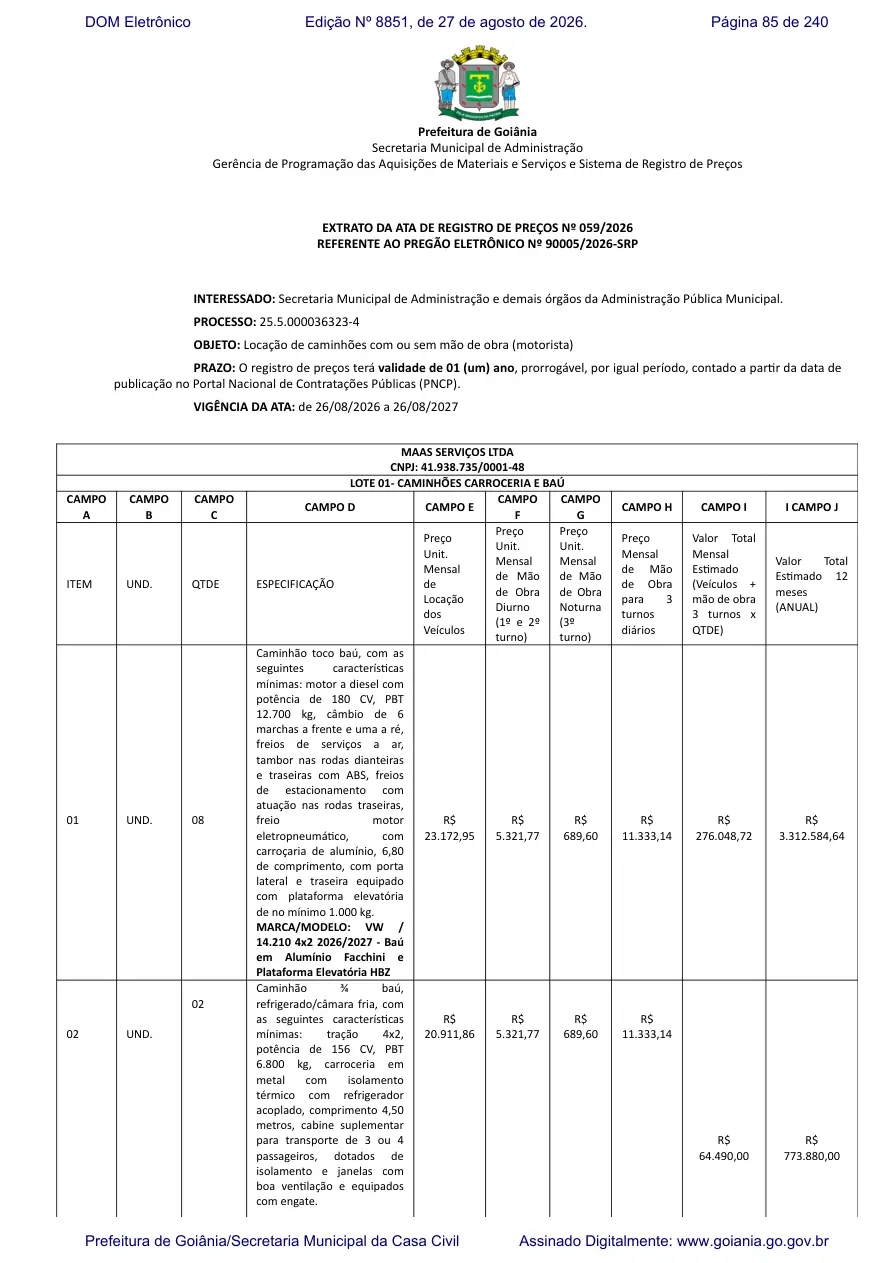 DOM Eletrônico Edição Nº 8851, de 27 de agosto de 2026. Página 85 de 240
Prefeitura de Goiânia
Secretaria Municipal de Administração
Gerência de Programação das Aquisições de Materiais e Serviços e Sistema de Registro de Preços
EXTRATO DA ATA DE REGISTRO DE PREÇOS Nº 059/2026
REFERENTE AO PREGÃO ELETRÔNICO Nº 90005/2026-SRP
INTERESSADO: Secretaria Municipal de Administração e demais órgãos da Administração Pública Municipal.
PROCESSO: 25.5.000036323-4
OBJETO: Locação de caminhões com ou sem mão de obra (motorista)
PRAZO: O registro de preços terá validade de 01 (um) ano, prorrogável, por igual período, contado a partir da data de
publicação no Portal Nacional de Contratações Públicas (PNCP).
VIGÊNCIA DA ATA: de 26/08/2026 a 26/08/2027
MAAS SERVIÇOS LTDA
CNPJ: 41.938.735/0001-48
LOTE 01- CAMINHÕES CARROCERIA E BAÚ
CAMPO
A
CAMPO
B
CAMPO
C
CAMPO D
CAMPO E
CAMPO
F
CAMPO
G
CAMPO H
CAMPO I
I CAMPO J
ITEM
UND.
QTDE
ESPECIFICAÇÃO
Preço
Unit.
Mensal
de
Locação
dos
Veículos
Preço
Unit.
Mensal
de Mão
de Obra
Diurno
(1º e 2º
turno)
Preço
Unit.
Mensal
de Mão
de Obra
Noturna
(3º
turno)
Preço
Mensal
de Mão
de Obra
para 3
turnos
diários
Valor Total
Mensal
Estimado
(Veículos +
mão de obra
3 turnos x
QTDE)
Valor Total
Estimado 12
meses
(ANUAL)
01
UND.
08
Caminhão toco baú, com as
seguintes características
mínimas: motor a diesel com
potência de 180 CV, PBT
12.700 kg, câmbio de 6
marchas a frente e uma a ré,
freios de serviços a ar,
tambor nas rodas dianteiras
e traseiras com ABS, freios
de estacionamento com
atuação nas rodas traseiras,
freio motor
eletropneumático, com
carroçaria de alumínio, 6,80
de comprimento, com porta
lateral e traseira equipado
com plataforma elevatória
de no mínimo 1.000 kg.
MARCA/MODELO: VW /
14.210 4x2 2026/2027 - Baú
em Alumínio Facchini e
Plataforma Elevatória HBZ
R$
23.172,95
R$
5.321,77
R$
689,60
R$
11.333,14
R$
276.048,72
R$
3.312.584,64
02
UND.
02
Caminhão ¾ baú,
refrigerado/câmara fria, com
as seguintes características
mínimas: tração 4x2,
potência de 156 CV, PBT
6.800 kg, carroceria em
metal com isolamento
térmico com refrigerador
acoplado, comprimento 4,50
metros, cabine suplementar
para transporte de 3 ou 4
passageiros, dotados de
isolamento e janelas com
boa ventilação e equipados
com engate.
R$
20.911,86
R$
5.321,77
R$
689,60
R$
11.333,14
R$
64.490,00
R$
773.880,00
Prefeitura de Goiânia/Secretaria Municipal da Casa Civil Assinado Digitalmente: www.goiania.go.gov.br